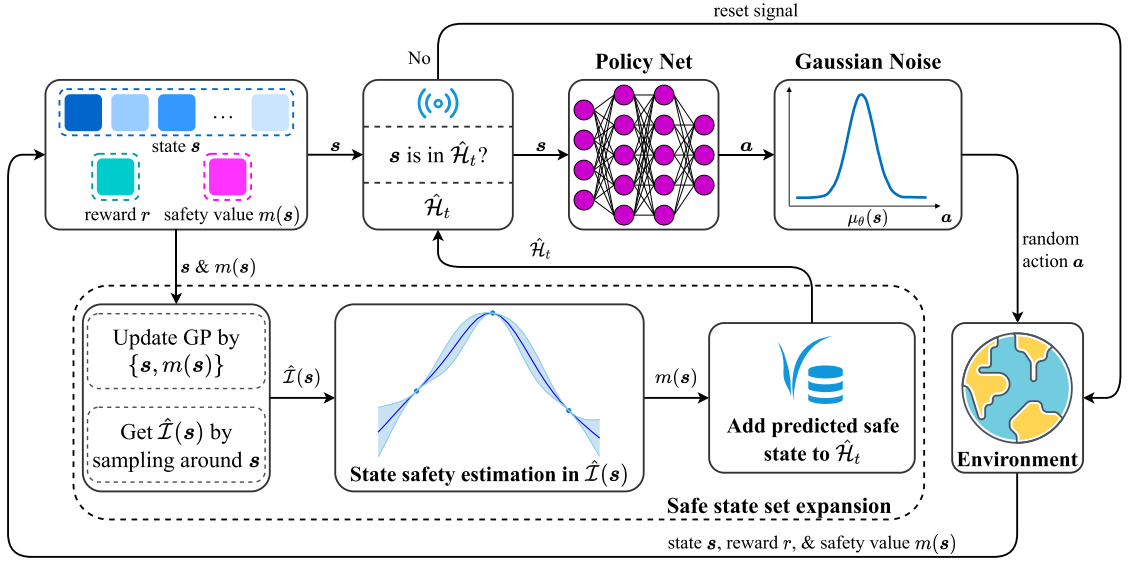 reset signal
No
Policy Net
Gaussian Noise
...
state s
reward r
safety value m(s)
s
s is in Ĥ_t?
Ĥ_t
s
a
μ_θ(s)
a
random
action a
s & m(s)
Ĥ_t
Update GP by
{s, m(s)}
Get Î(s) by
sampling around s
Î(s)
State safety estimation in Î(s)
m(s)
Add predicted safe
state to Ĥ_t
Environment
Safe state set expansion
state s, reward r, & safety value m(s)